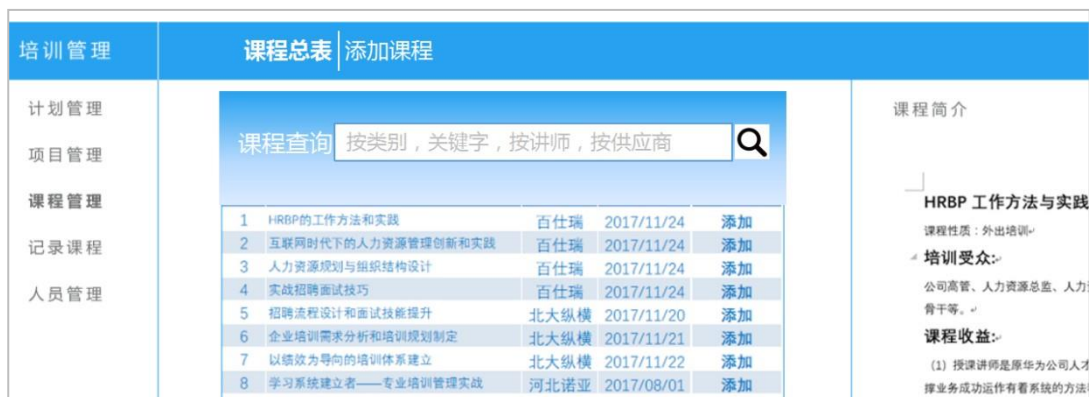 培训管理
课程总表 添加课程
计划管理
项目管理
课程管理
记录课程
人员管理
课程查询 按类别，关键字，按讲师，按供应商
1 HRBP的工作方法和实践 百仕瑞 2017/11/24 添加
2 互联网时代下的人力资源管理创新和实践 百仕瑞 2017/11/24 添加
3 人力资源规划与组织结构设计 百仕瑞 2017/11/24 添加
4 实战招聘面试技巧 百仕瑞 2017/11/24 添加
5 招聘流程设计和面试技能提升 北大纵横 2017/11/20 添加
6 企业培训需求分析和培训规划制定 北大纵横 2017/11/21 添加
7 以绩效为导向的培训体系建立 北大纵横 2017/11/22 添加
8 学习系统建立者——专业培训管理实战 河北诺亚 2017/08/01 添加
课程简介
HRBP 工作方法与实践
课程性质：外出培训
培训受众:
公司高管、人力资源总监、人力
骨干等。
课程收益:
（1）授课讲师是原华为公司人才
撑业务成功运作有着系统的方法